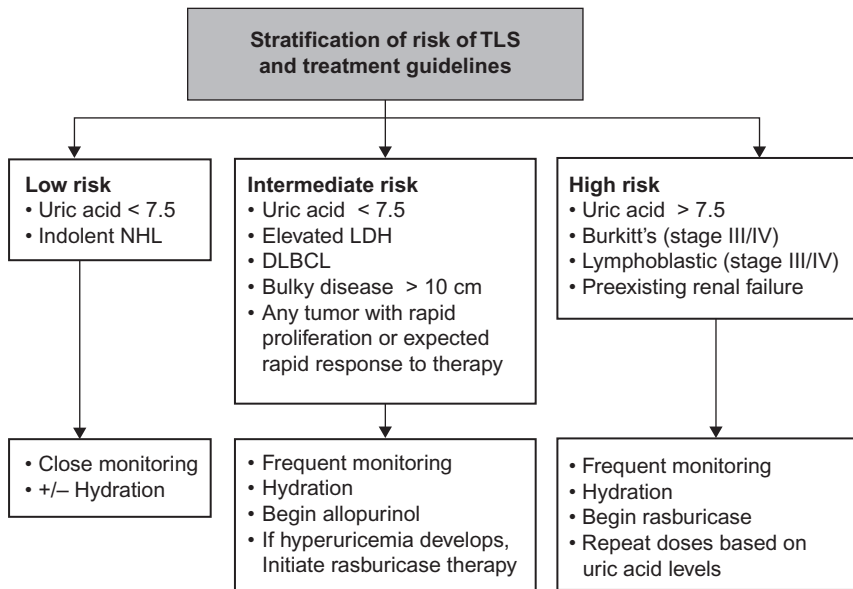 Stratification of risk of TLS
and treatment guidelines
Low risk
• Uric acid < 7.5
• Indolent NHL
Intermediate risk
• Uric acid < 7.5
• Elevated LDH
• DLBCL
• Bulky disease > 10 cm
• Any tumor with rapid
proliferation or expected
rapid response to therapy
High risk
• Uric acid > 7.5
• Burkitt's (stage III/IV)
• Lymphoblastic (stage III/IV)
• Preexisting renal failure
• Close monitoring
• +/– Hydration
• Frequent monitoring
• Hydration
• Begin allopurinol
• If hyperuricemia develops,
Initiate rasburicase therapy
• Frequent monitoring
• Hydration
• Begin rasburicase
• Repeat doses based on
uric acid levels